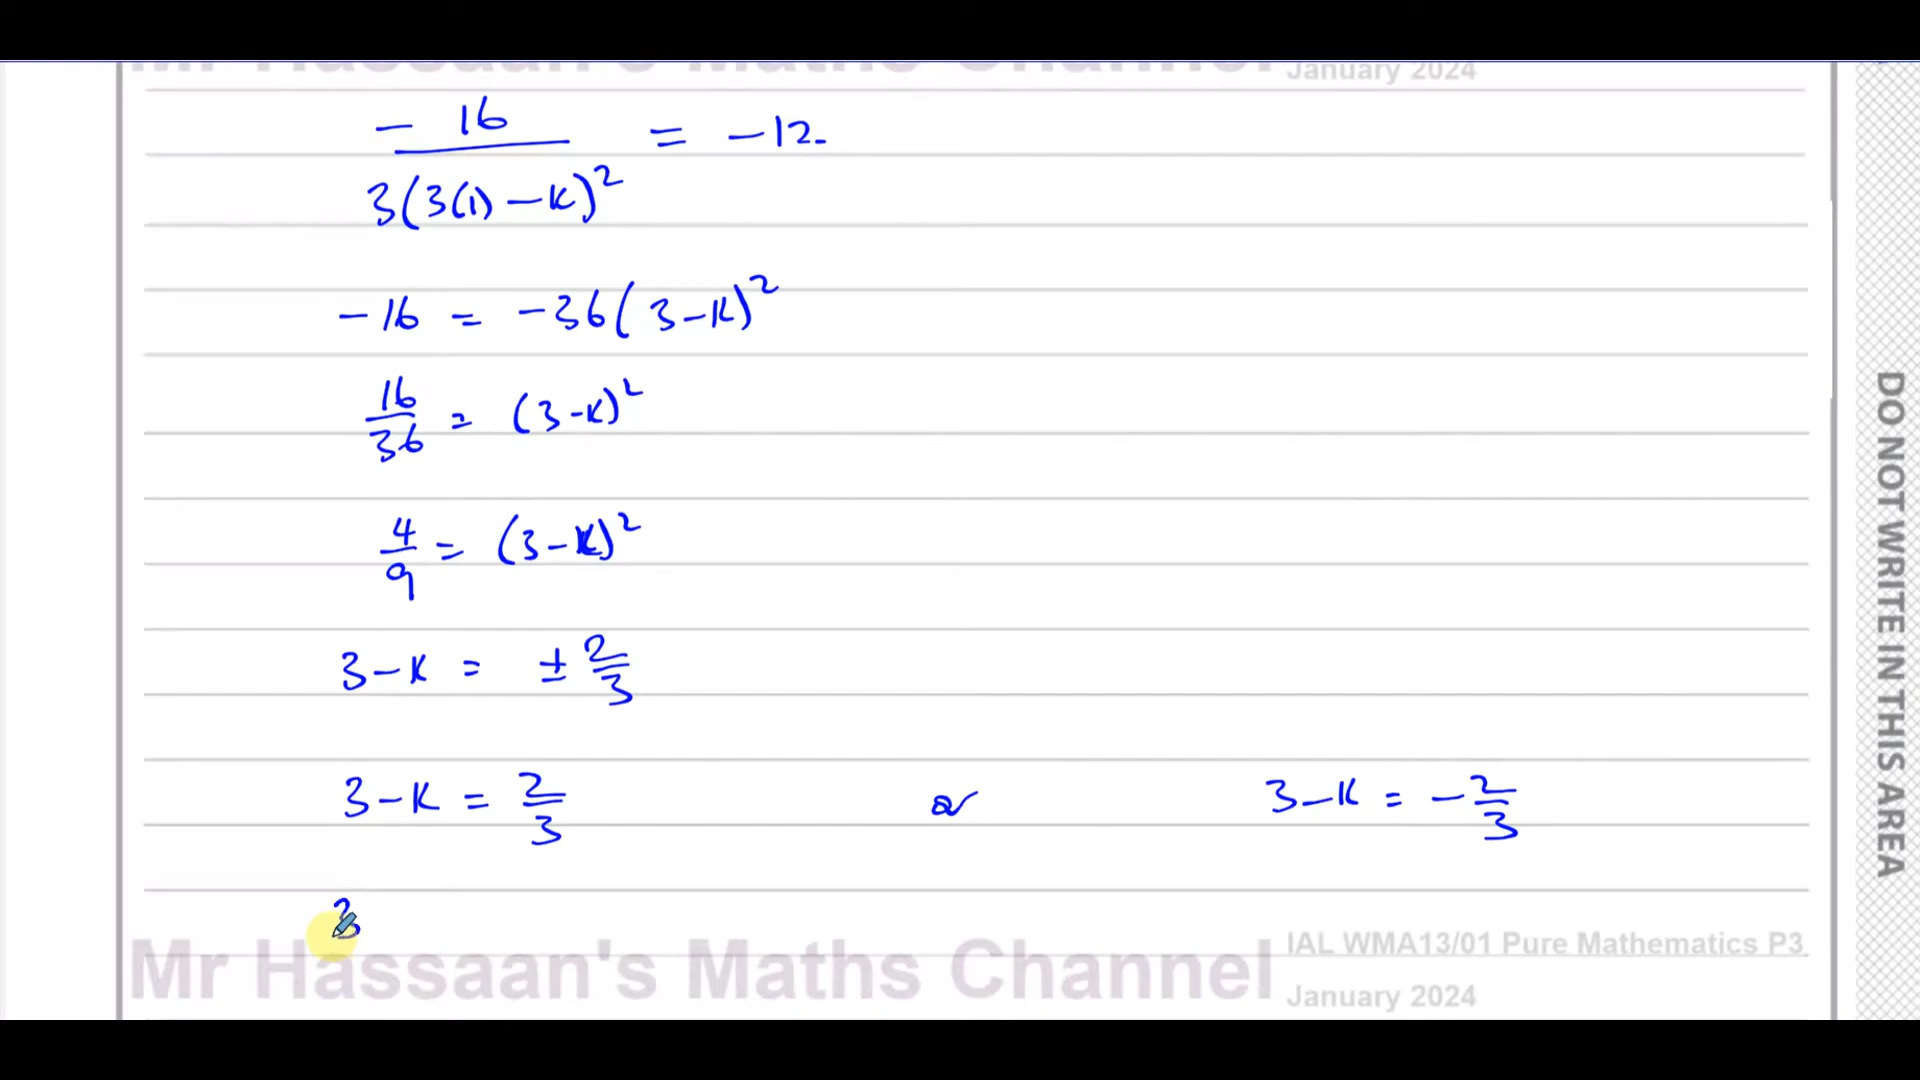 Mr Hassaan's Maths Channel January 2024
- 16 / 3(3(1) - k)² = -12.
-16 = -36(3-k)²
16/36 = (3-k)²
4/9 = (3-k)²
3-k = ± 2/3
3-k = 2/3 or 3-k = -2/3
3
Mr Hassaan's Maths Channel IAL WMA13/01 Pure Mathematics P3
January 2024
DO NOT WRITE IN THIS AREA